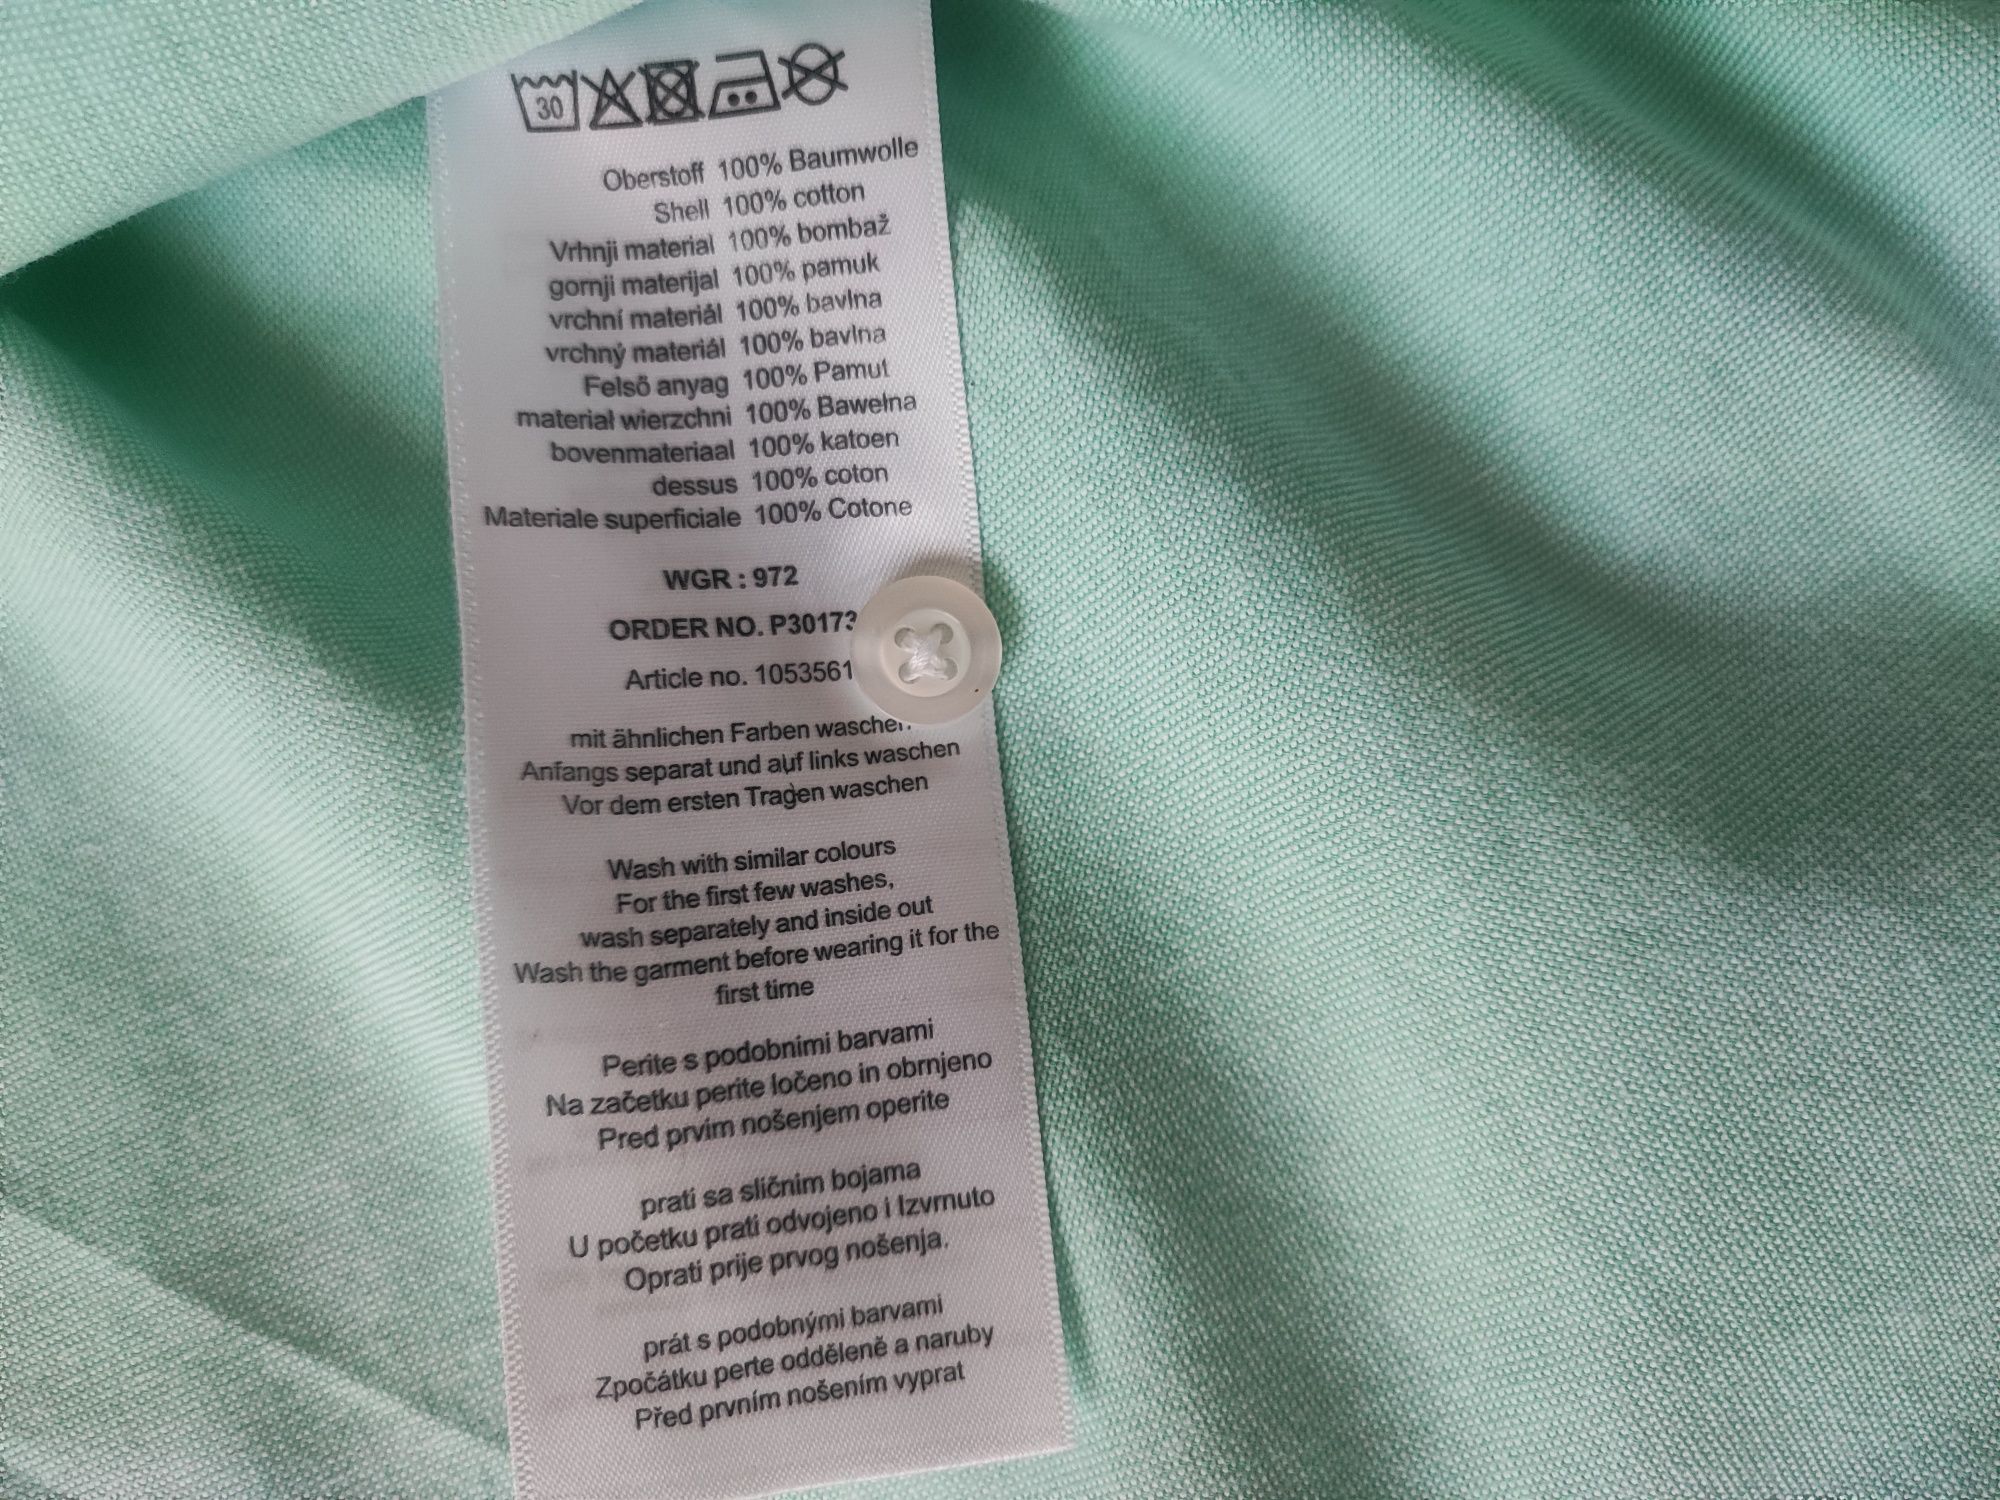 30
Oberstoff 100% Baumwolle
Shell 100% cotton
Vrhnji material 100% bombaž
gornji materijal 100% pamuk
vrchní materiál 100% bavlna
vrchný materiál 100% bavlna
Felső anyag 100% Pamut
materiał wierzchni 100% Bawełna
bovenmateriaal 100% katoen
dessus 100% coton
Materiale superficiale 100% Cotone
WGR : 972
ORDER NO. P30173
Article no. 1053561
mit ähnlichen Farben waschen
Anfangs separat und auf links waschen
Vor dem ersten Tragen waschen
Wash with similar colours
For the first few washes,
wash separately and inside out
Wash the garment before wearing it for the
first time
Perite s podobnimi barvami
Na začetku perite ločeno in obrnjeno
Pred prvim nošenjem operite
prati sa sličnim bojama
U početku prati odvojeno i Izvrnuto
Oprati prije prvog nošenja.
prát s podobnými barvami
Zpočátku perte odděleně a naruby
Před prvním nošením vyprat